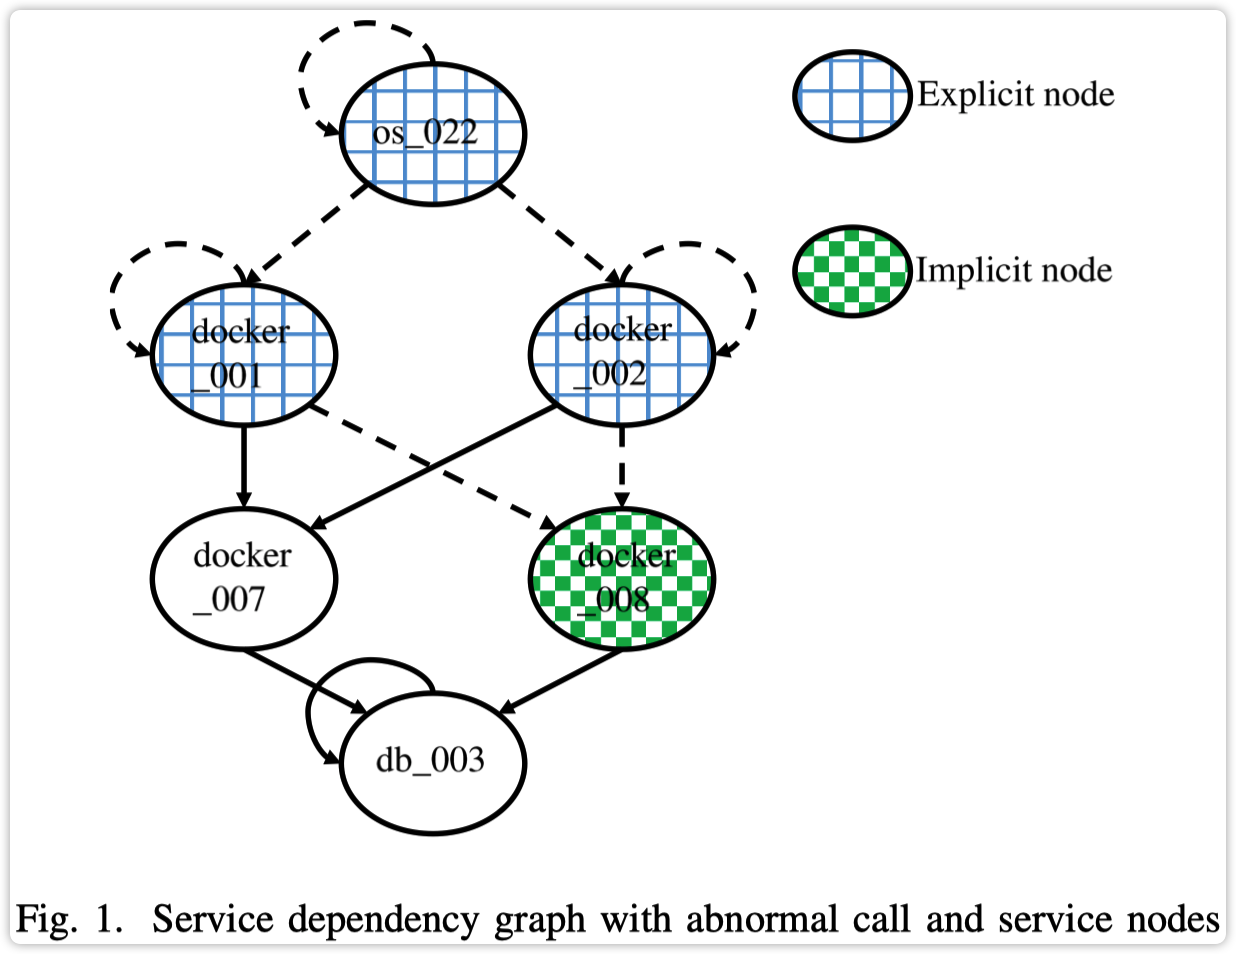 os_022
Explicit node
Implicit node
docker
_001
docker
_002
docker
_007
docker
_008
db_003
Fig. 1. Service dependency graph with abnormal call and service nodes